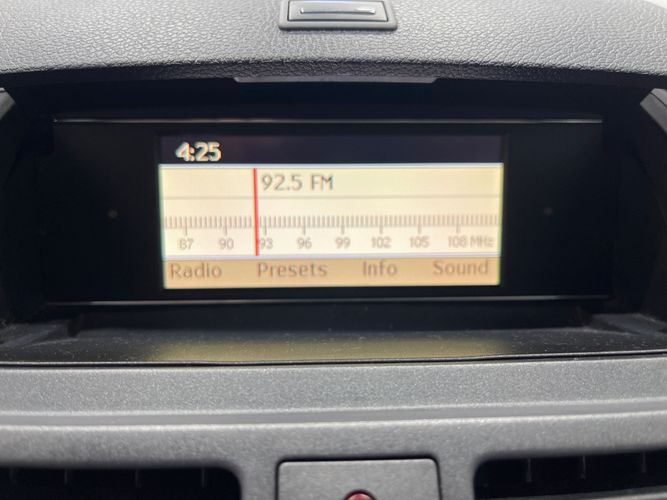 4:25
92.5 FM
87 90 93 96 99 102 105 108 MHz
Radio Presets Info Sound